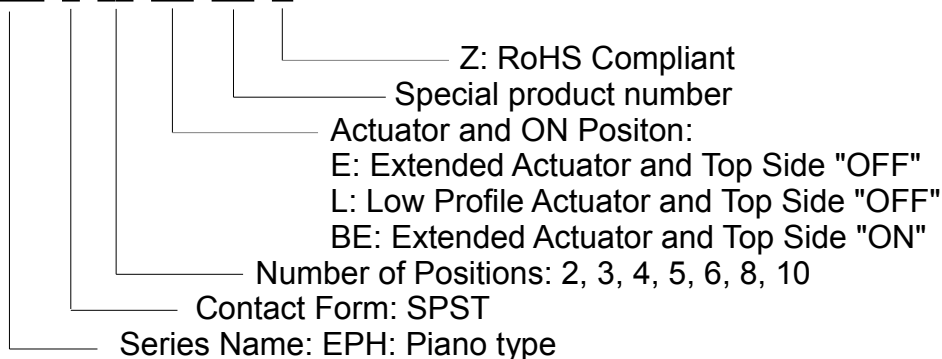 Z: RoHS Compliant
Special product number
Actuator and ON Positon:
E: Extended Actuator and Top Side "OFF"
L: Low Profile Actuator and Top Side "OFF"
BE: Extended Actuator and Top Side "ON"
Number of Positions: 2, 3, 4, 5, 6, 8, 10
Contact Form: SPST
Series Name: EPH: Piano type